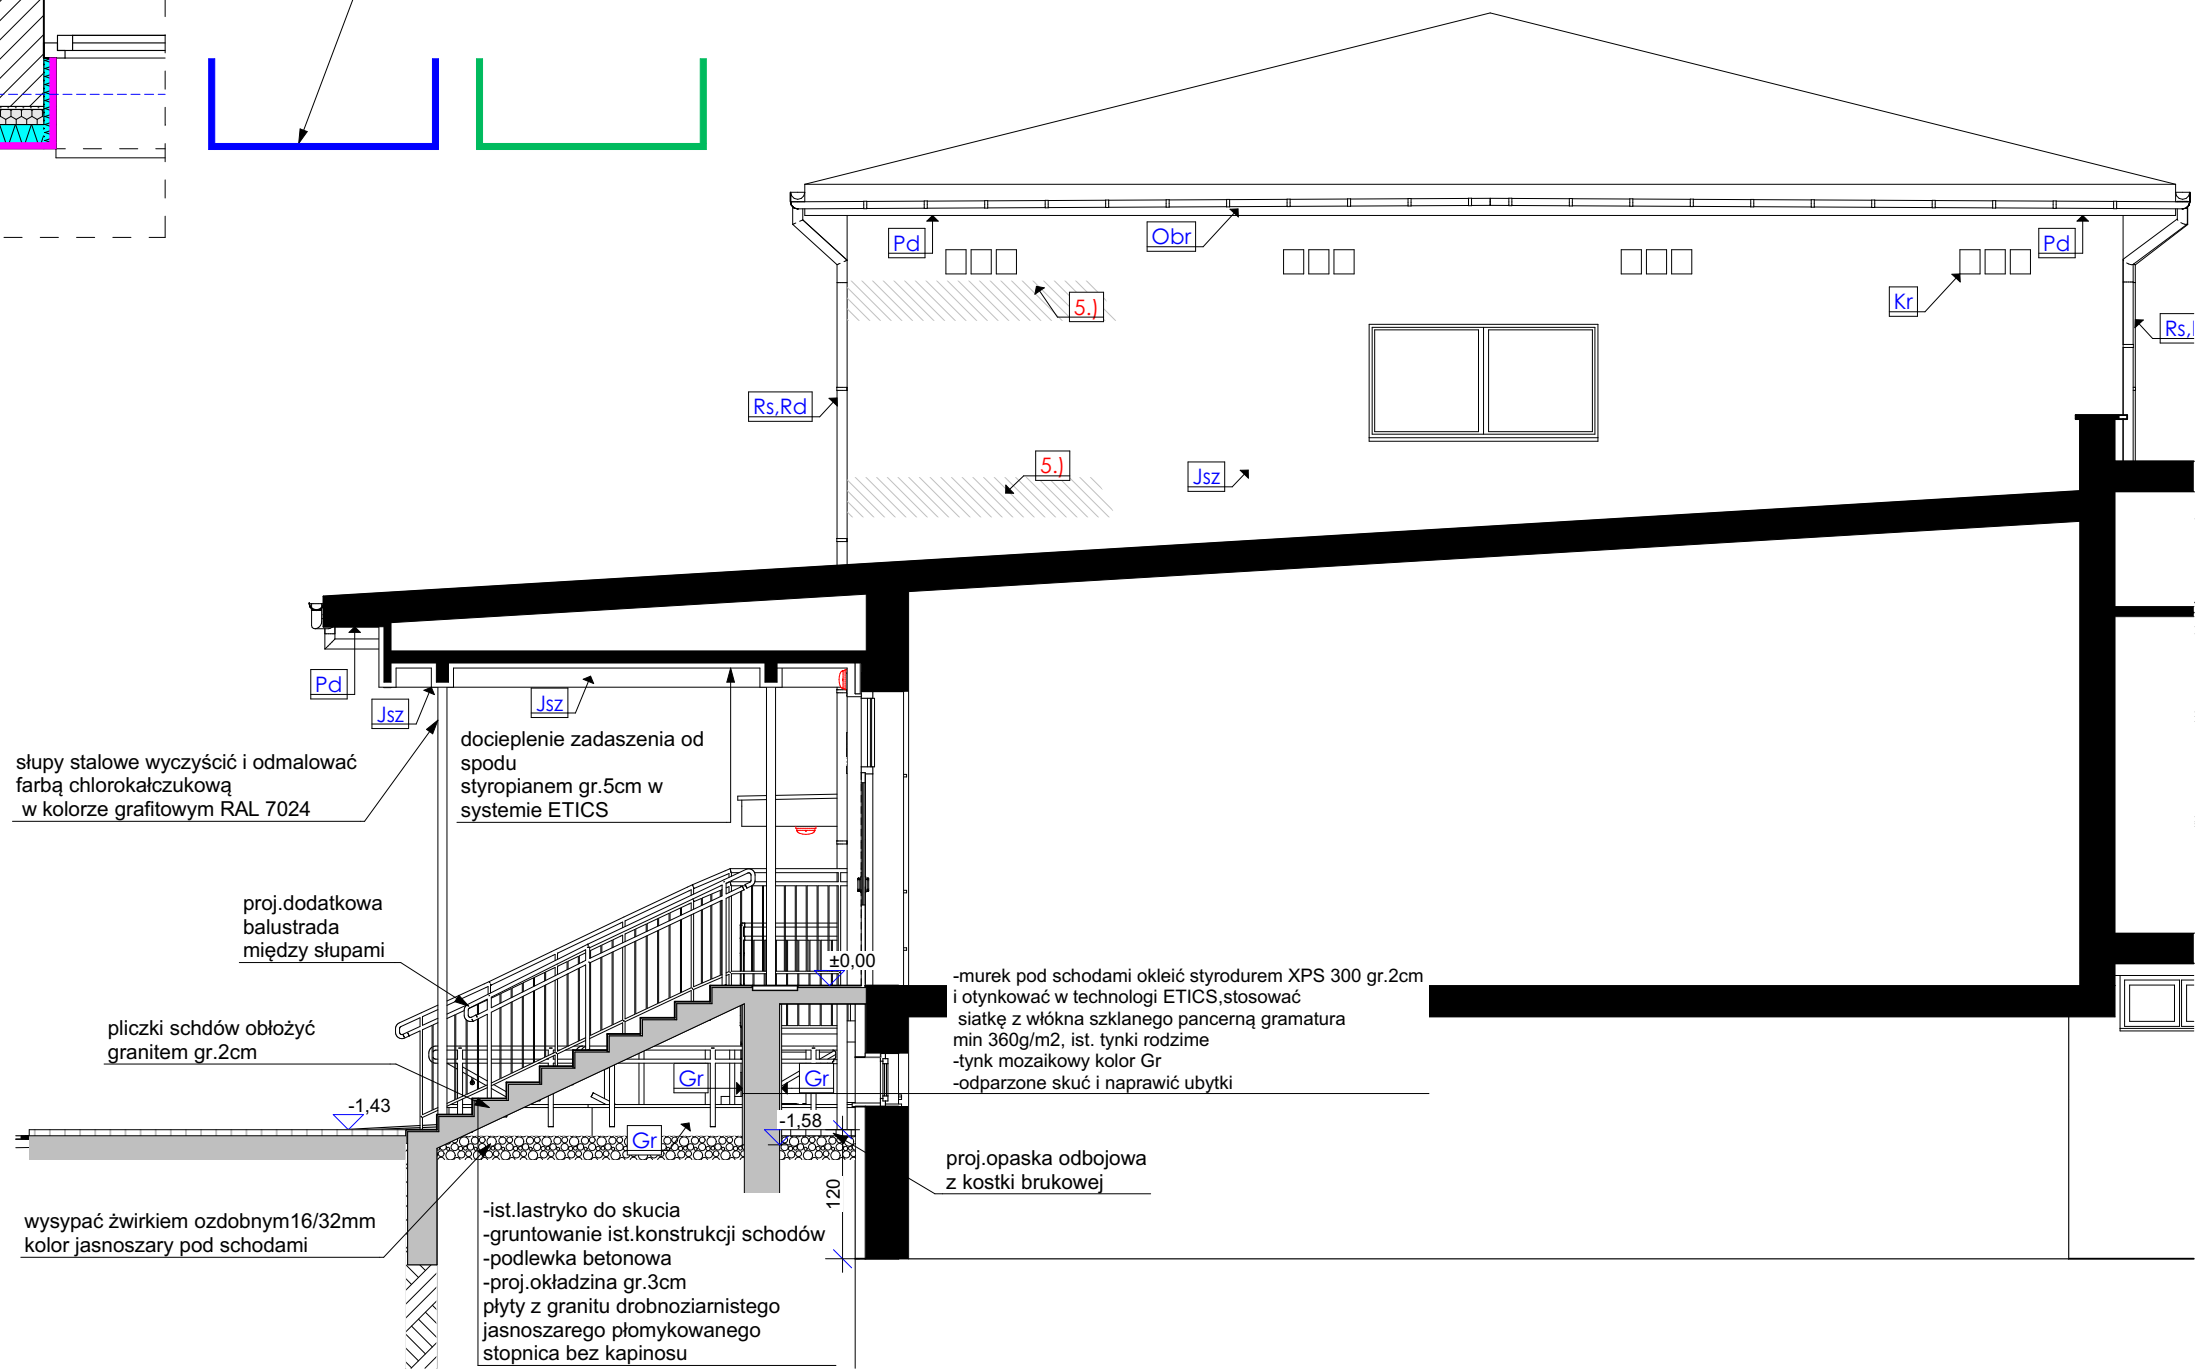 Pd
Obr
Pd
5.)
Kr
Rs,
Rs,Rd
5.)
Jsz
Pd
Jsz
Jsz
słupy stalowe wyczyścić i odmalować
farbą chlorokałczukową
w kolorze grafitowym RAL 7024
docieplenie zadaszenia od
spodu
styropianem gr.5cm w
systemie ETICS
proj.dodatkowa
balustrada
między słupami
±0,00
-murek pod schodami okleić styrodurem XPS 300 gr.2cm
i otynkować w technologi ETICS,stosować
siatkę z włókna szklanego pancerną gramatura
min 360g/m2, ist. tynki rodzime
-tynk mozaikowy kolor Gr
-odparzone skuć i naprawić ubytki
pliczki schdów obłożyć
granitem gr.2cm
Gr
Gr
-1,43
-1,58
Gr
proj.opaska odbojowa
z kostki brukowej
120
wysypać żwirkiem ozdobnym16/32mm
kolor jasnoszary pod schodami
-ist.lastryko do skucia
-gruntowanie ist.konstrukcji schodów
-podlewka betonowa
-proj.okładzina gr.3cm
płyty z granitu drobnoziarnistego
jasnoszarego płomykowanego
stopnica bez kapinosu